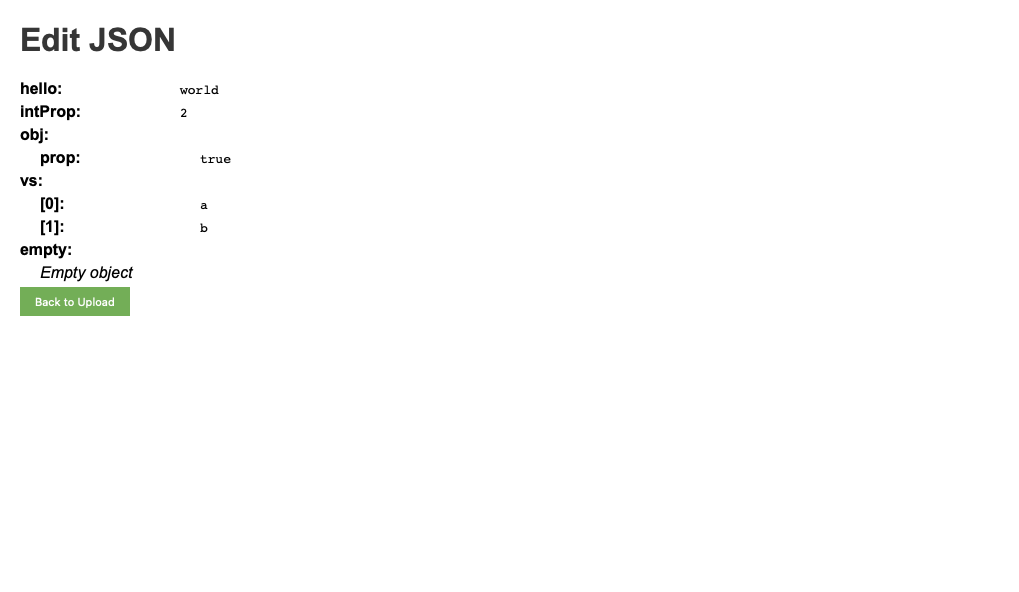 Edit JSON
hello: world
intProp: 2
obj:
prop: true
vs:
[0]: a
[1]: b
empty:
Empty object
Back to Upload